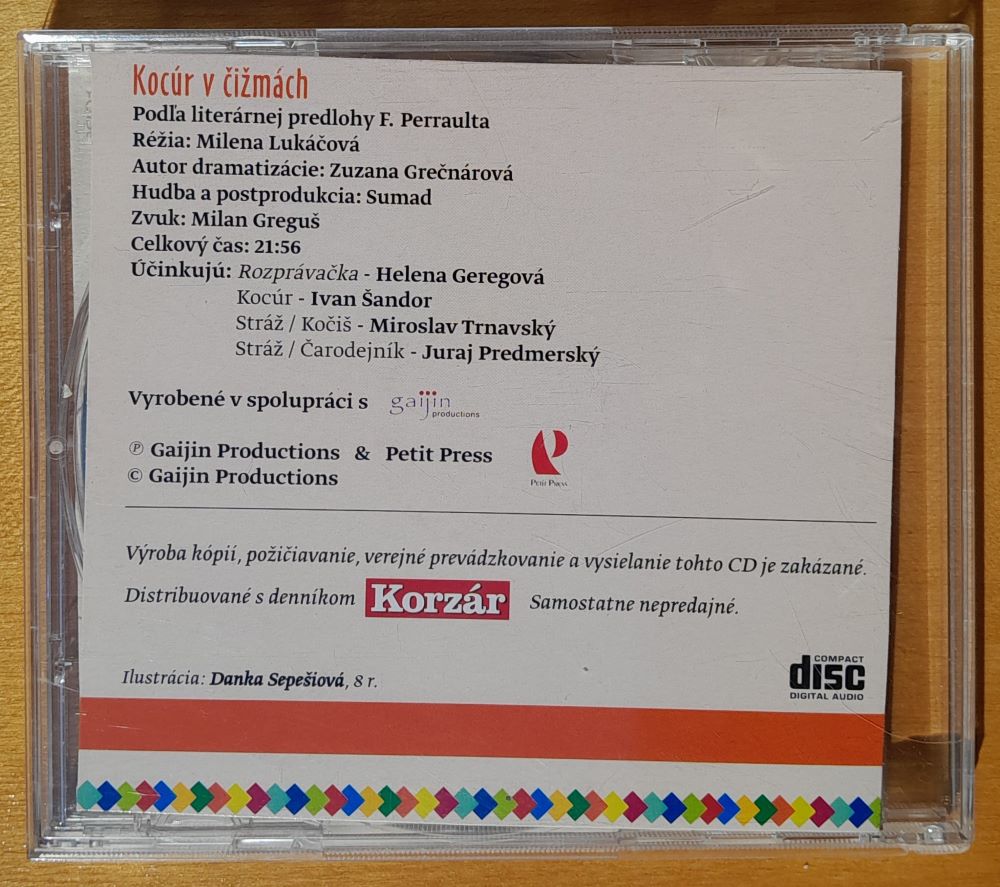 Kocúr v čižmách
Podľa literárnej predlohy F. Perraulta
Réžia: Milena Lukáčová
Autor dramatizácie: Zuzana Grečnárová
Hudba a postprodukcia: Sumad
Zvuk: Milan Greguš
Celkový čas: 21:56
Účinkujú: Rozprávačka - Helena Geregová
Kocúr - Ivan Šandor
Stráž / Kočiš - Miroslav Trnavský
Stráž / Čarodejník - Juraj Predmerský
Vyrobené v spolupráci s gaijin productions
℗ Gaijin Productions & Petit Press
© Gaijin Productions
Petit Press
Výroba kópií, požičiavanie, verejné prevádzkovanie a vysielanie tohto CD je zakázané.
Distribuované s denníkom Korzár Samostatne nepredajné.
COMPACT
disc
DIGITAL AUDIO
Ilustrácia: Danka Sepešiová, 8 r.